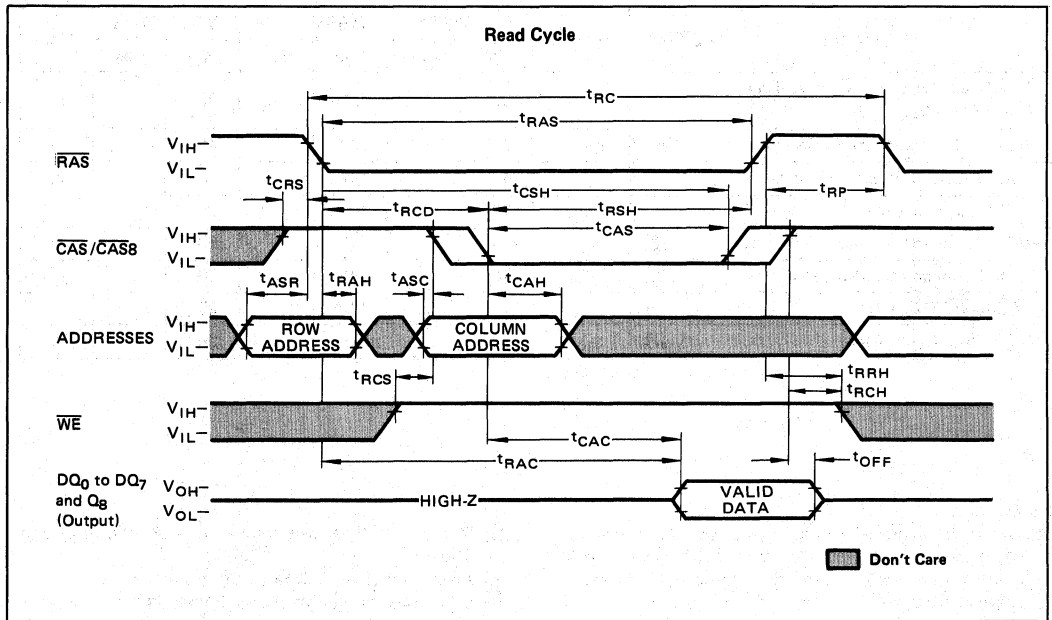 Read Cycle
tRC
tRAS
RAS
VIH–
VIL–
tCRS
tCSH
tRP
tRCD
tRSH
CAS/CAS8
VIH–
VIL–
tCAS
tASR
tRAH
tASC
tCAH
ADDRESSES
VIH–
VIL–
ROW
ADDRESS
COLUMN
ADDRESS
tRCS
tRRH
tRCH
WE
VIH–
VIL–
tCAC
tRAC
tOFF
DQ0 to DQ7
and Q8
(Output)
VOH–
VOL–
HIGH-Z
VALID
DATA
Don't Care